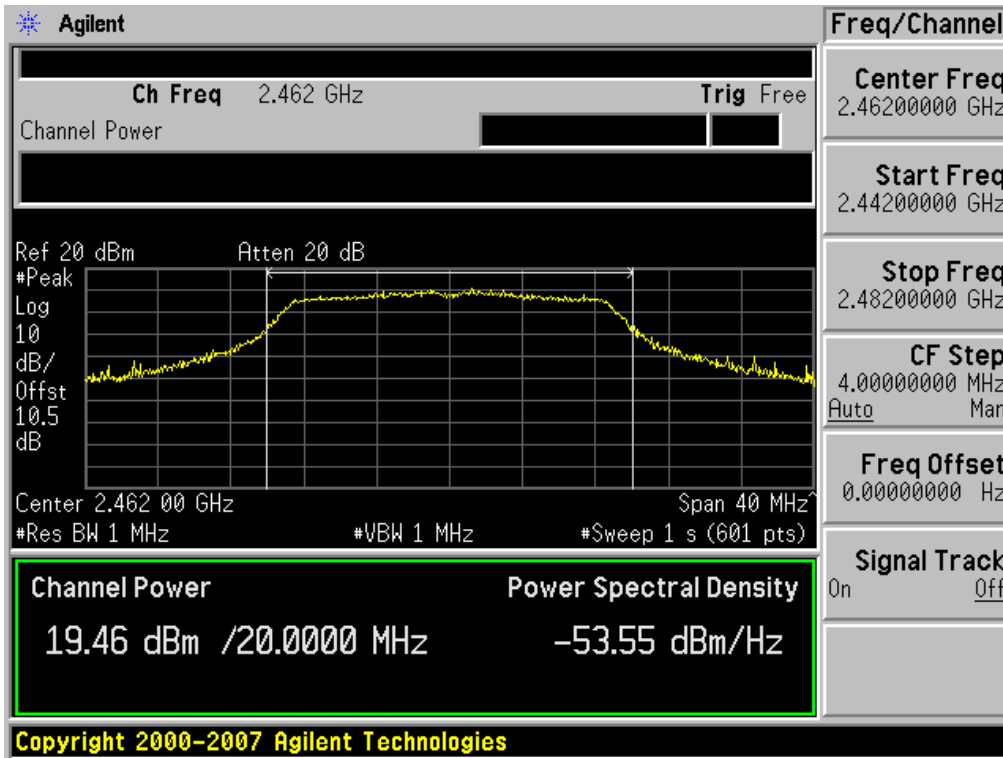 Agilent
Freq/Channel
Ch Freq 2.462 GHz Trig Free
Channel Power
Center Freq
2.46200000 GHz
Start Freq
2.44200000 GHz
Stop Freq
2.48200000 GHz
CF Step
4.00000000 MHz
Auto Man
Freq Offset
0.00000000 Hz
Signal Track
On Off
Ref 20 dBm Atten 20 dB
#Peak
Log
10
dB/
Offst
10.5
dB
Center 2.462 00 GHz Span 40 MHz^
#Res BW 1 MHz #VBW 1 MHz #Sweep 1 s (601 pts)
Channel Power Power Spectral Density
19.46 dBm /20.0000 MHz -53.55 dBm/Hz
Copyright 2000-2007 Agilent Technologies